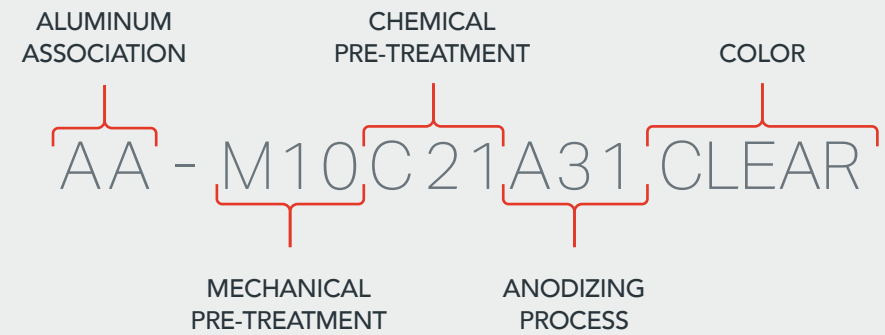 ALUMINUM
ASSOCIATION
CHEMICAL
PRE-TREATMENT
COLOR
AA - M10C21A31 CLEAR
MECHANICAL
PRE-TREATMENT
ANODIZING
PROCESS